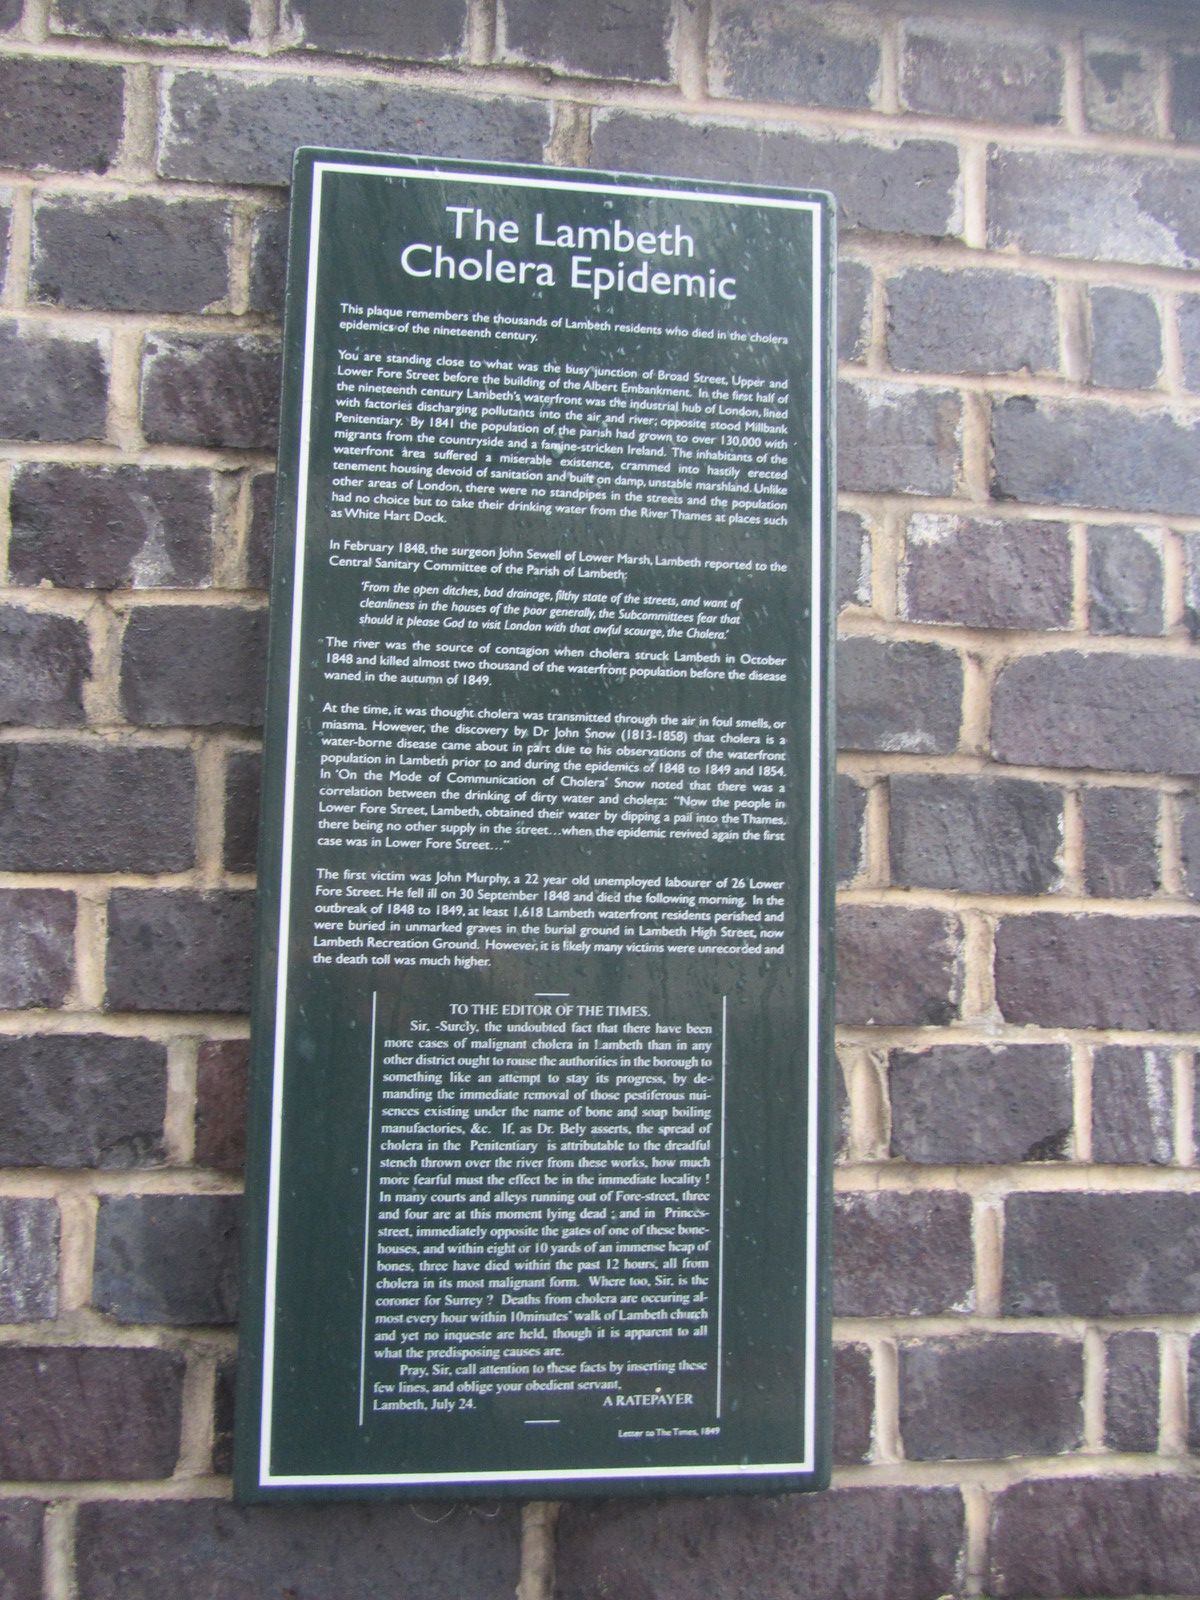 The Lambeth
Cholera Epidemic
This plaque remembers the thousands of Lambeth residents who died in the cholera
epidemics of the nineteenth century.
You are standing close to what was the busy junction of Broad Street, Upper and
Lower Fore Street before the building of the Albert Embankment. In the first half of
the nineteenth century Lambeth's waterfront was the industrial hub of London, lined
with factories discharging pollutants into the air and river; opposite stood Millbank
Penitentiary. By 1841 the population of the parish had grown to over 130,000 with
migrants from the countryside and a famine-stricken Ireland. The inhabitants of the
waterfront area suffered a miserable existence, crammed into hastily erected
tenement housing devoid of sanitation and built on damp, unstable marshland. Unlike
other areas of London, there were no standpipes in the streets and the population
had no choice but to take their drinking water from the River Thames at places such
as White Hart Dock.
In February 1848, the surgeon John Sewell of Lower Marsh, Lambeth reported to the
Central Sanitary Committee of the Parish of Lambeth:
'From the open ditches, bad drainage, filthy state of the streets, and want of
cleanliness in the houses of the poor generally, the Subcommittees fear that
should it please God to visit London with that awful scourge, the Cholera.'
The river was the source of contagion when cholera struck Lambeth in October
1848 and killed almost two thousand of the waterfront population before the disease
waned in the autumn of 1849.
At the time, it was thought cholera was transmitted through the air in foul smells, or
miasma. However, the discovery by Dr John Snow (1813-1858) that cholera is a
water-borne disease came about in part due to his observations of the waterfront
population in Lambeth prior to and during the epidemics of 1848 to 1849 and 1854.
In 'On the Mode of Communication of Cholera' Snow noted that there was a
correlation between the drinking of dirty water and cholera: "Now the people in
Lower Fore Street, Lambeth, obtained their water by dipping a pail into the Thames,
there being no other supply in the street...when the epidemic revived again the first
case was in Lower Fore Street..."
The first victim was John Murphy, a 22 year old unemployed labourer of 26 Lower
Fore Street. He fell ill on 30 September 1848 and died the following morning. In the
outbreak of 1848 to 1849, at least 1,618 Lambeth waterfront residents perished and
were buried in unmarked graves in the burial ground in Lambeth High Street, now
Lambeth Recreation Ground. However, it is likely many victims were unrecorded and
the death toll was much higher.
TO THE EDITOR OF THE TIMES.
Sir, -Surely, the undoubted fact that there have been
more cases of malignant cholera in Lambeth than in any
other district ought to rouse the authorities in the borough to
something like an attempt to stay its progress, by de-
manding the immediate removal of those pestiferous nui-
sences existing under the name of bone and soap boiling
manufactories, &c. If, as Dr. Bely asserts, the spread of
cholera in the Penitentiary is attributable to the dreadful
stench thrown over the river from these works, how much
more fearful must the effect be in the immediate locality !
In many courts and alleys running out of Fore-street, three
and four are at this moment lying dead ; and in Princes-
street, immediately opposite the gates of one of these bone-
houses, and within eight or 10 yards of an immense heap of
bones, three have died within the past 12 hours, all from
cholera in its most malignant form. Where too, Sir, is the
coroner for Surrey ? Deaths from cholera are occuring al-
most every hour within 10minutes' walk of Lambeth church
and yet no inqueste are held, though it is apparent to all
what the predisposing causes are.
Pray, Sir, call attention to these facts by inserting these
few lines, and oblige your obedient servant,
Lambeth, July 24. A RATEPAYER
Letter to The Times, 1849